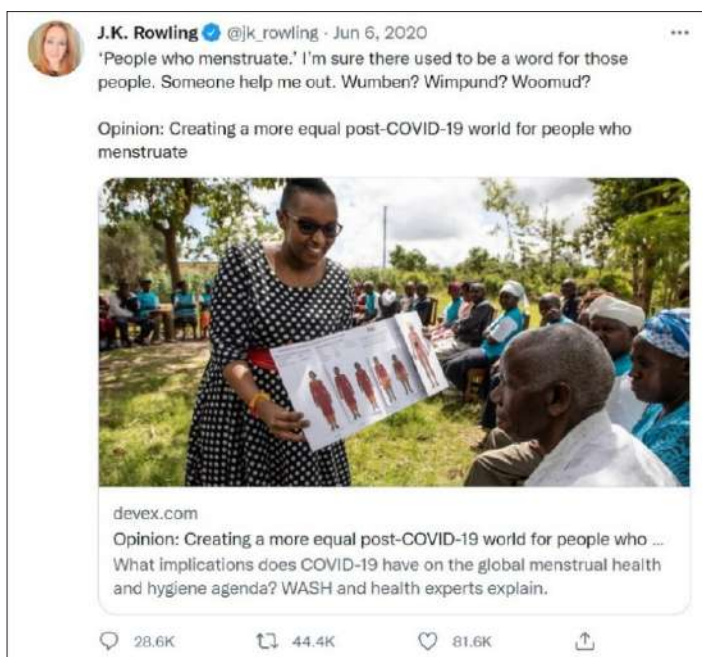 J.K. Rowling @jk_rowling · Jun 6, 2020
‘People who menstruate.’ I’m sure there used to be a word for those
people. Someone help me out. Wumben? Wimpund? Woomud?
Opinion: Creating a more equal post-COVID-19 world for people who
menstruate
devex.com
Opinion: Creating a more equal post-COVID-19 world for people who ...
What implications does COVID-19 have on the global menstrual health
and hygiene agenda? WASH and health experts explain.
28.6K 44.4K 81.6K